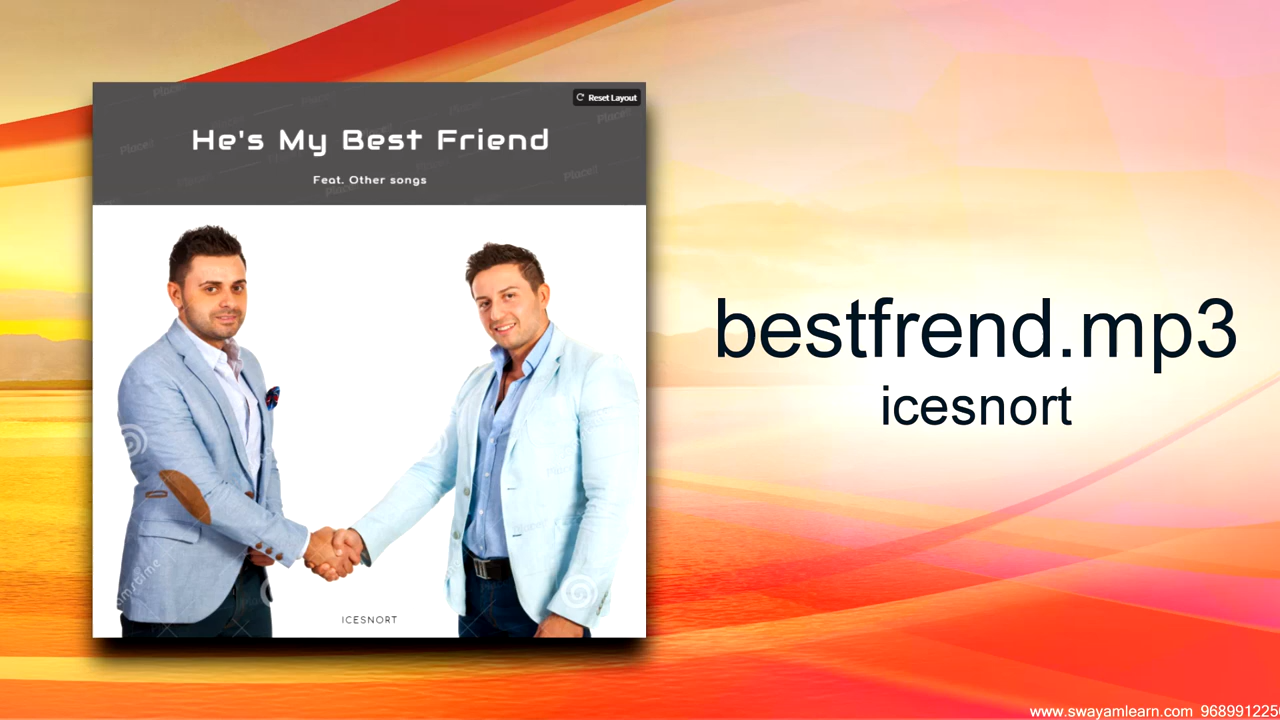 Reset Layout
He's My Best Friend
Feat. Other songs
bestfrend.mp3
icesnort
ICESNORT
www.swayamlearn.com 968991225